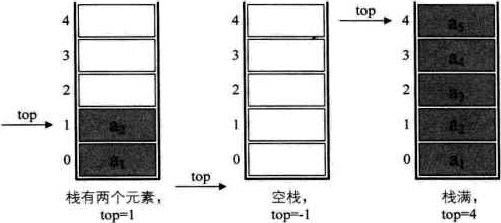 4
3
2
1
0
top
a₂
a₁
栈有两个元素，
top=1
4
3
2
1
0
top
空栈，
top=-1
4
3
2
1
0
top
a₅
a₄
a₃
a₂
a₁
栈满，
top=4